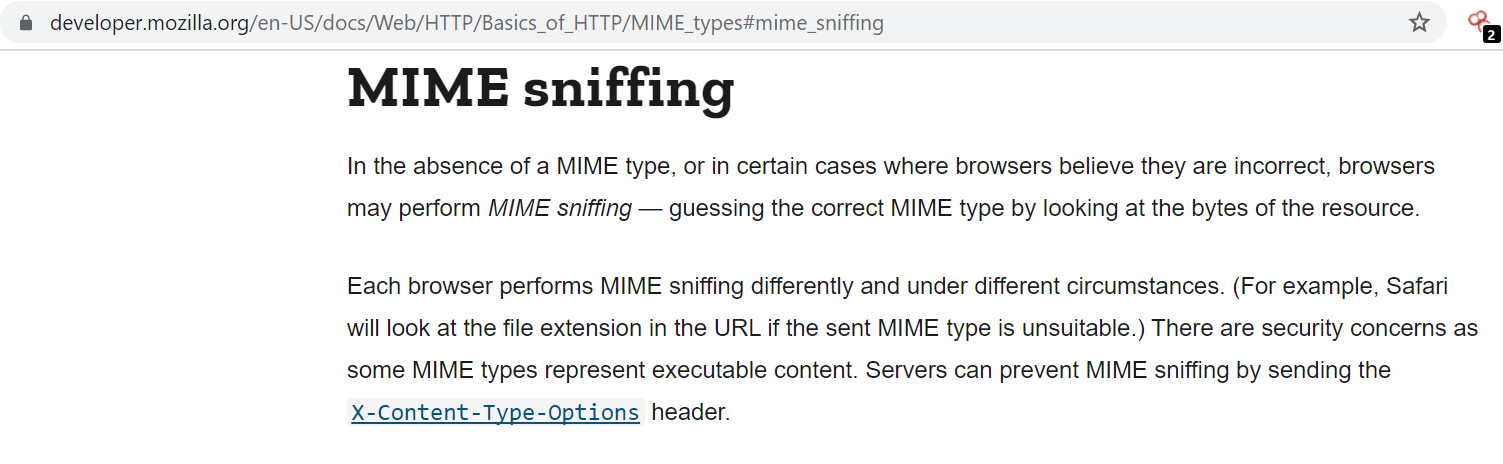 developer.mozilla.org/en-US/docs/Web/HTTP/Basics_of_HTTP/MIME_types#mime_sniffing
2
MIME sniffing
In the absence of a MIME type, or in certain cases where browsers believe they are incorrect, browsers
may perform MIME sniffing — guessing the correct MIME type by looking at the bytes of the resource.
Each browser performs MIME sniffing differently and under different circumstances. (For example, Safari
will look at the file extension in the URL if the sent MIME type is unsuitable.) There are security concerns as
some MIME types represent executable content. Servers can prevent MIME sniffing by sending the
X-Content-Type-Options header.